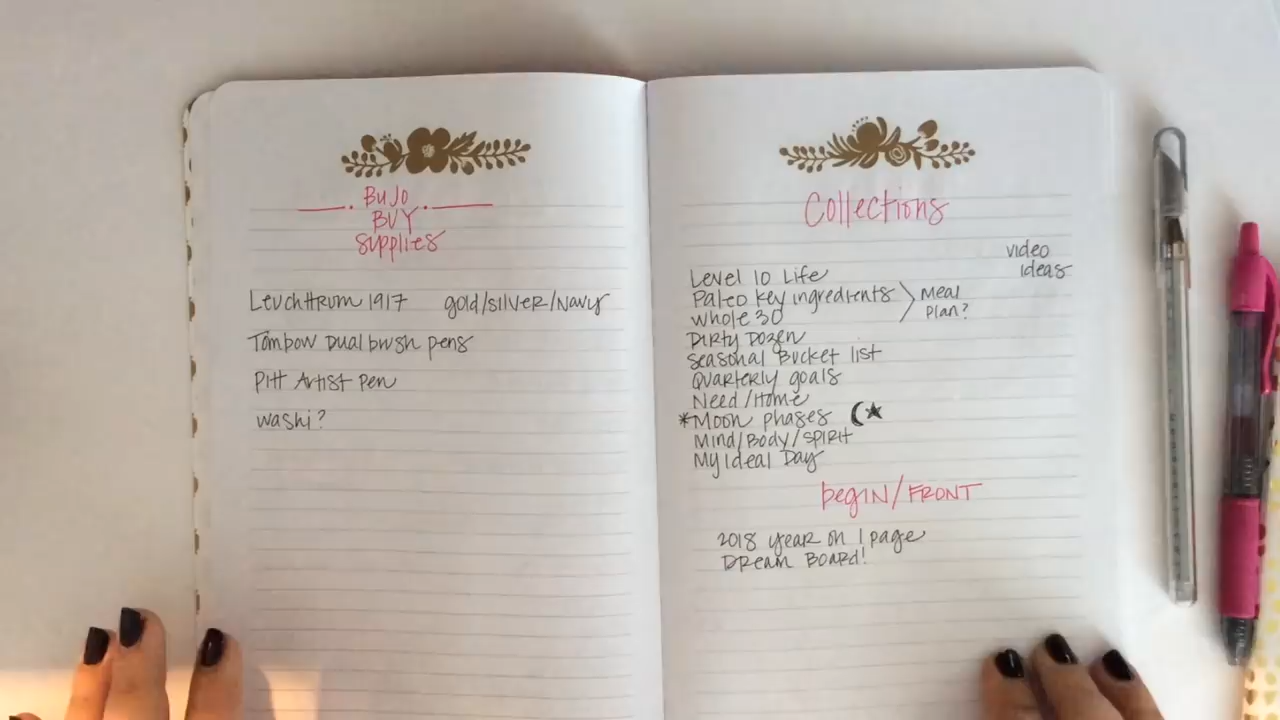 BUJO
BUY
supplies
Leuchttrum 1917 gold/silver/Navy
Tombow Dual brush pens
Pitt Artist Pen
washi?
Collections
video
ideas
Level 10 Life
Paleo key ingredients
whole 30
Meal
Plan?
Dirty Dozen
seasonal Bucket list
Quarterly goals
Need/Home
*Moon phases
Mind/Body/spirit
My Ideal Day
begin/FRONT
2018 year on 1 page
Dream Board!